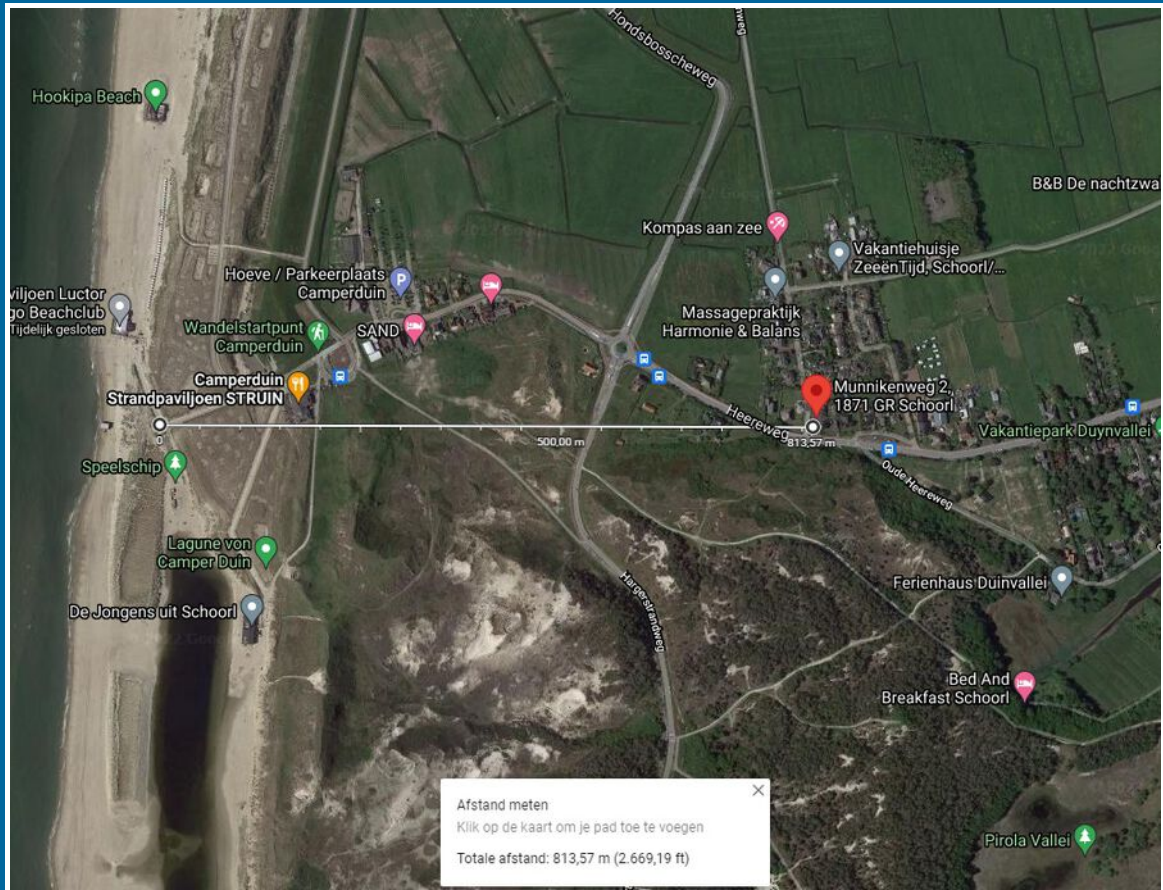 Hondsbosscheweg
Hookipa Beach
B&B De nachtzwal
Kompas aan zee
Vakantiehuisje
ZeeënTijd, Schoorl/...
Hoeve / Parkeerplaats
Camperduin
viljoen Luctor
go Beachclub
Tijdelijk gesloten
Massagepraktijk
Harmonie & Balans
Wandelstartpunt
Camperduin
SAND
Camperduin
Strandpaviljoen STRUIN
Munnikenweg 2,
1871 GR Schoorl
Heereweg
0
500,00 m
813,57 m
Vakantiepark Duynvallei
Oude Heereweg
Speelschip
Lagune von
Camper Duin
Ferienhaus Duinvallei
De Jongens uit Schoorl
Hargerstrandweg
Bed And
Breakfast Schoorl
Afstand meten
Klik op de kaart om je pad toe te voegen
Totale afstand: 813,57 m (2.669,19 ft)
Pirola Vallei